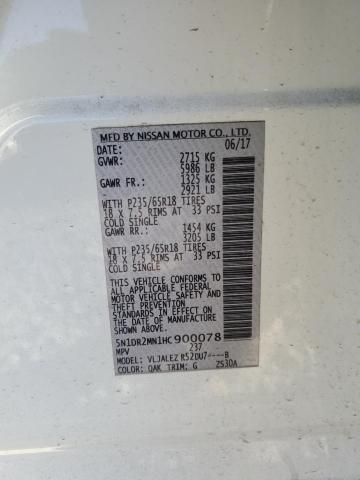 MFD BY NISSAN MOTOR CO., LTD.
DATE: 06/17
GVWR: 2715 KG
5986 LB
GAWR FR.: 1325 KG
2921 LB
WITH P235/65R18 TIRES
18 X 7.5 RIMS AT 33 PSI
COLD SINGLE
GAWR RR.: 1454 KG
3205 LB
WITH P235/65R18 TIRES
18 X 7.5 RIMS AT 33 PSI
COLD SINGLE
THIS VEHICLE CONFORMS TO
ALL APPLICABLE FEDERAL
MOTOR VEHICLE SAFETY AND
THEFT PREVENTION
STANDARDS IN EFFECT ON THE
DATE OF MANUFACTURE
SHOWN ABOVE.
5N1DR2MN1HC900078
MPV 237
MODEL: VLJALEZ R52DU7----B
COLOR: QAK TRIM: G 2S3DA